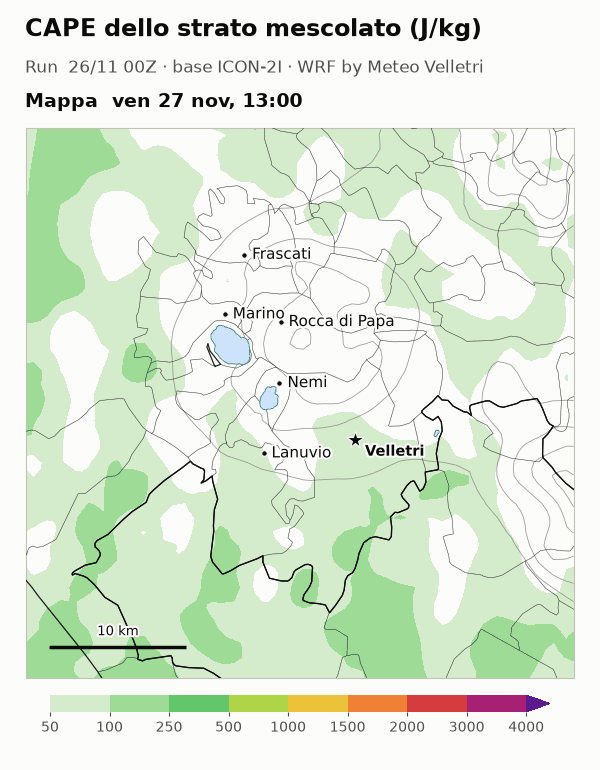 CAPE dello strato mescolato (J/kg)
Run  26/11 00Z · base ICON-2I · WRF by Meteo Velletri
Mappa  ven 27 nov, 13:00
Frascati
Marino
Rocca di Papa
Nemi
Velletri
Lanuvio
10 km
50 100 250 500 1000 1500 2000 3000 4000